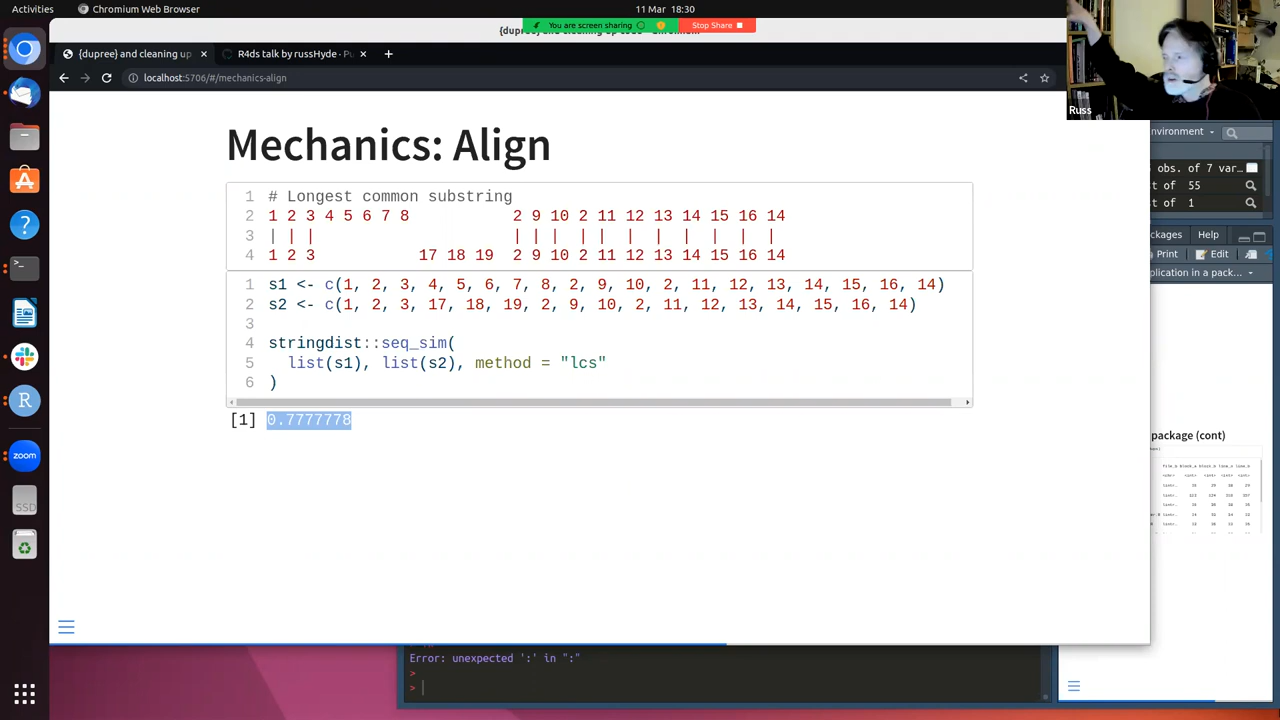 Activities
Chromium Web Browser
11 Mar 18:30
You are screen sharing
Stop Share
{dupree} and cleaning up
R4ds talk by russHyde · Pu
localhost:5706/#/mechanics-align
Russ
Mechanics: Align
1 # Longest common substring
2 1 2 3 4 5 6 7 8 2 9 10 2 11 12 13 14 15 16 14
3 | | | | | | | | | | | | | |
4 1 2 3 17 18 19 2 9 10 2 11 12 13 14 15 16 14
1 s1 <- c(1, 2, 3, 4, 5, 6, 7, 8, 2, 9, 10, 2, 11, 12, 13, 14, 15, 16, 14)
2 s2 <- c(1, 2, 3, 17, 18, 19, 2, 9, 10, 2, 11, 12, 13, 14, 15, 16, 14)
3
4 stringdist::seq_sim(
5 list(s1), list(s2), method = "lcs"
6 )
[1] 0.7777778
nvironment
obs. of 7 var…
st of 55
st of 1
ckages Help
Edit
plication in a pack…
package (cont)
Error: unexpected ':' in ":"
>
>
zoom
SSD